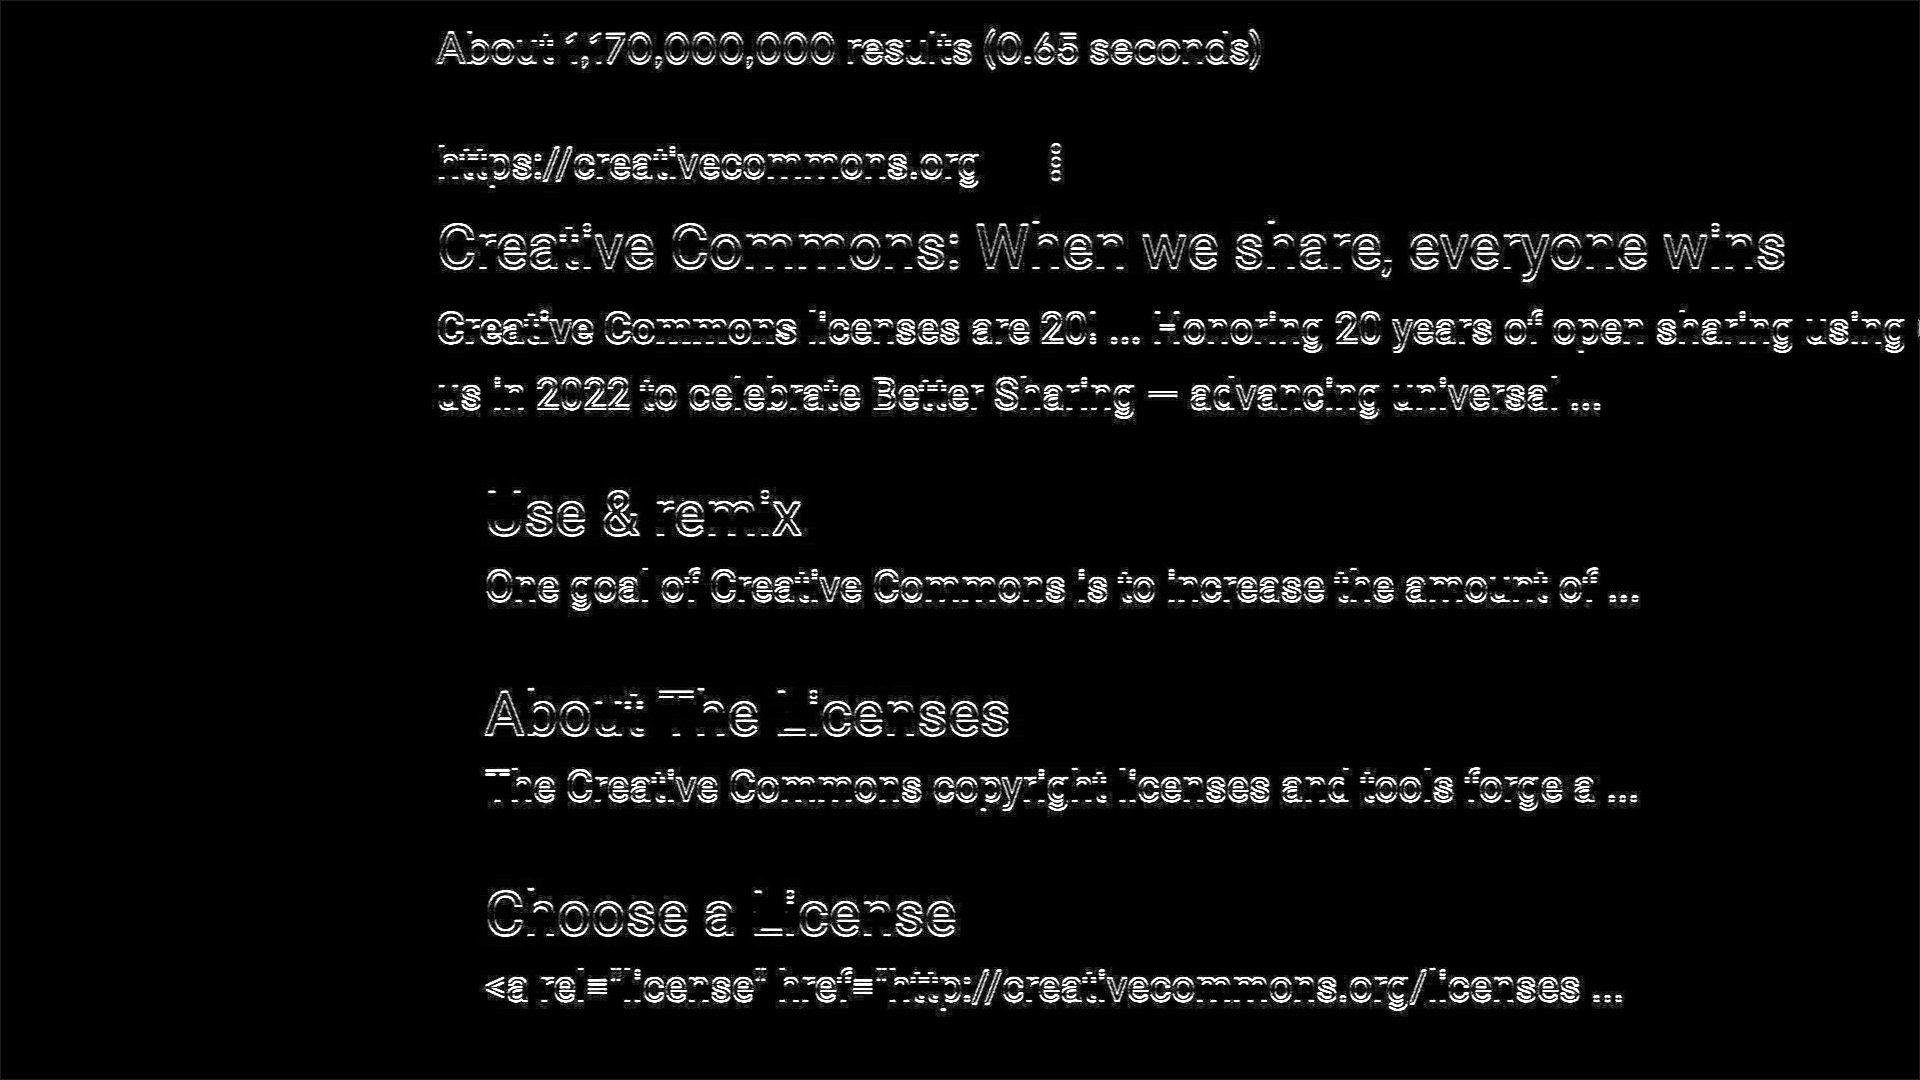 About 1,170,000,000 results (0.65 seconds)
https://creativecommons.org
Creative Commons: When we share, everyone wins
Creative Commons licenses are 20! ... Honoring 20 years of open sharing using
us in 2022 to celebrate Better Sharing — advancing universal ...
Use & remix
One goal of Creative Commons is to increase the amount of ...
About The Licenses
The Creative Commons copyright licenses and tools forge a ...
Choose a License
<a rel="license" href="http://creativecommons.org/licenses ...